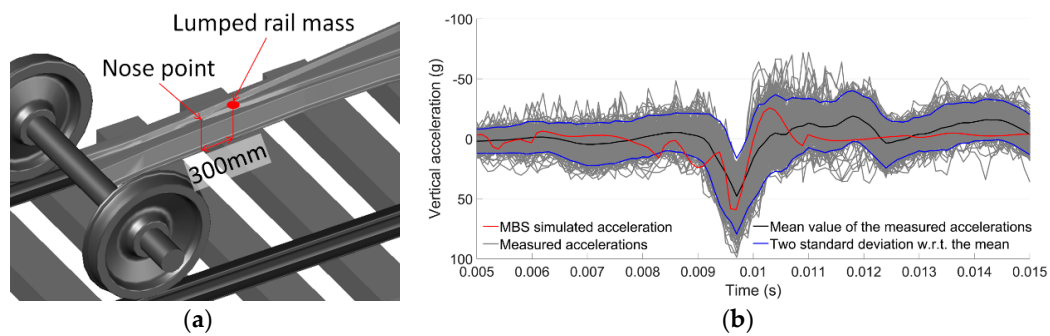 Lumped rail mass
Nose point
300mm
(a)
Vertical acceleration (g)
-100
-50
0
50
100
MBS simulated acceleration
Measured accelerations
Mean value of the measured accelerations
Two standard deviation w.r.t. the mean
0.005 0.006 0.007 0.008 0.009 0.01 0.011 0.012 0.013 0.014 0.015
Time (s)
(b)